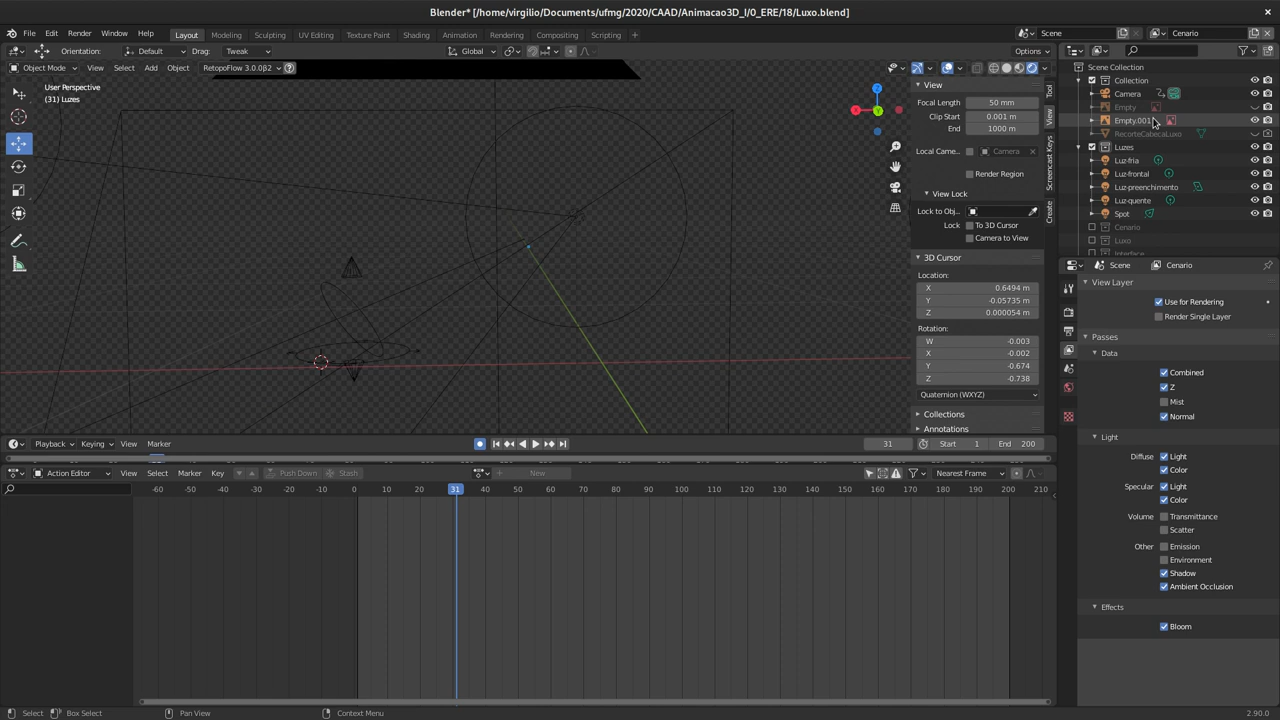 Blender* [/home/virgilio/Documents/ufmg/2020/CAAD/Animacao3D_I/0_ERE/18/Luxo.blend]
File Edit Render Window Help Layout Modeling Sculpting UV Editing Texture Paint Shading Animation Rendering Compositing Scripting Scene Cenario
Orientation: Default Drag: Tweak Global Options
Object Mode View Select Add Object RetopoFlow 3.0.0β2
User Perspective
(31) Luzes
Z
X
Y
View
Focal Length 50 mm
Clip Start 0.001 m
End 1000 m
Local Came... Camera
Render Region
View Lock
Lock to Obj...
Lock To 3D Cursor
Camera to View
3D Cursor
Location:
X 0.6494 m
Y -0.05735 m
Z 0.000054 m
Rotation:
W -0.003
X -0.002
Y -0.674
Z -0.738
Quaternion (WXYZ)
Collections
Annotations
Tool
View
Screencast Keys
Create
Scene Collection
Collection
Camera
Empty
Empty.001
RecorteCabecaLuxo
Luzes
Luz-fria
Luz-frontal
Luz-preenchimento
Luz-quente
Spot
Cenario
Luxo
Scene Cenario
View Layer
Use for Rendering
Render Single Layer
Passes
Data
Combined
Z
Mist
Normal
Light
Diffuse Light
Color
Specular Light
Color
Volume Transmittance
Scatter
Other Emission
Environment
Shadow
Ambient Occlusion
Effects
Bloom
Playback Keying View Marker 31 Start 1 End 200
Action Editor View Select Marker Key Push Down Stash New Nearest Frame
-60 -50 -40 -30 -20 -10 0 10 20 31 40 50 60 70 80 90 100 110 120 130 140 150 160 170 180 190 200 210
Select Box Select Pan View Context Menu 2.90.0